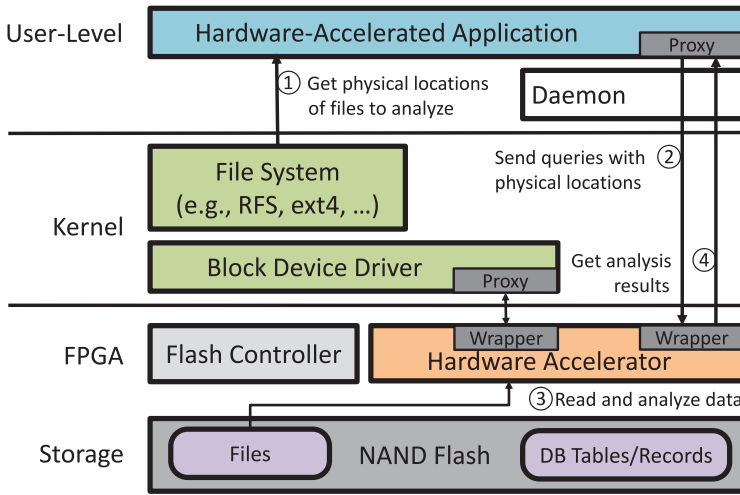 User-Level
Hardware-Accelerated Application
Proxy
① Get physical locations
of files to analyze
Daemon
File System
(e.g., RFS, ext4, ...)
Send queries with ②
physical locations
Kernel
Block Device Driver
Proxy
Get analysis ④
results
FPGA
Flash Controller
Wrapper
Wrapper
Hardware Accelerator
③ Read and analyze data
Storage
Files
NAND Flash
DB Tables/Records